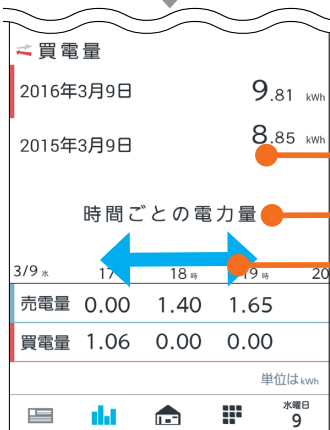 買電量
2016年3月9日 9.81 kWh
2015年3月9日 8.85 kWh
時間ごとの電力量
3/9 水 17 18 時 19 時 20
売電量 0.00 1.40 1.65
買電量 1.06 0.00 0.00
単位は kWh
水曜日
9